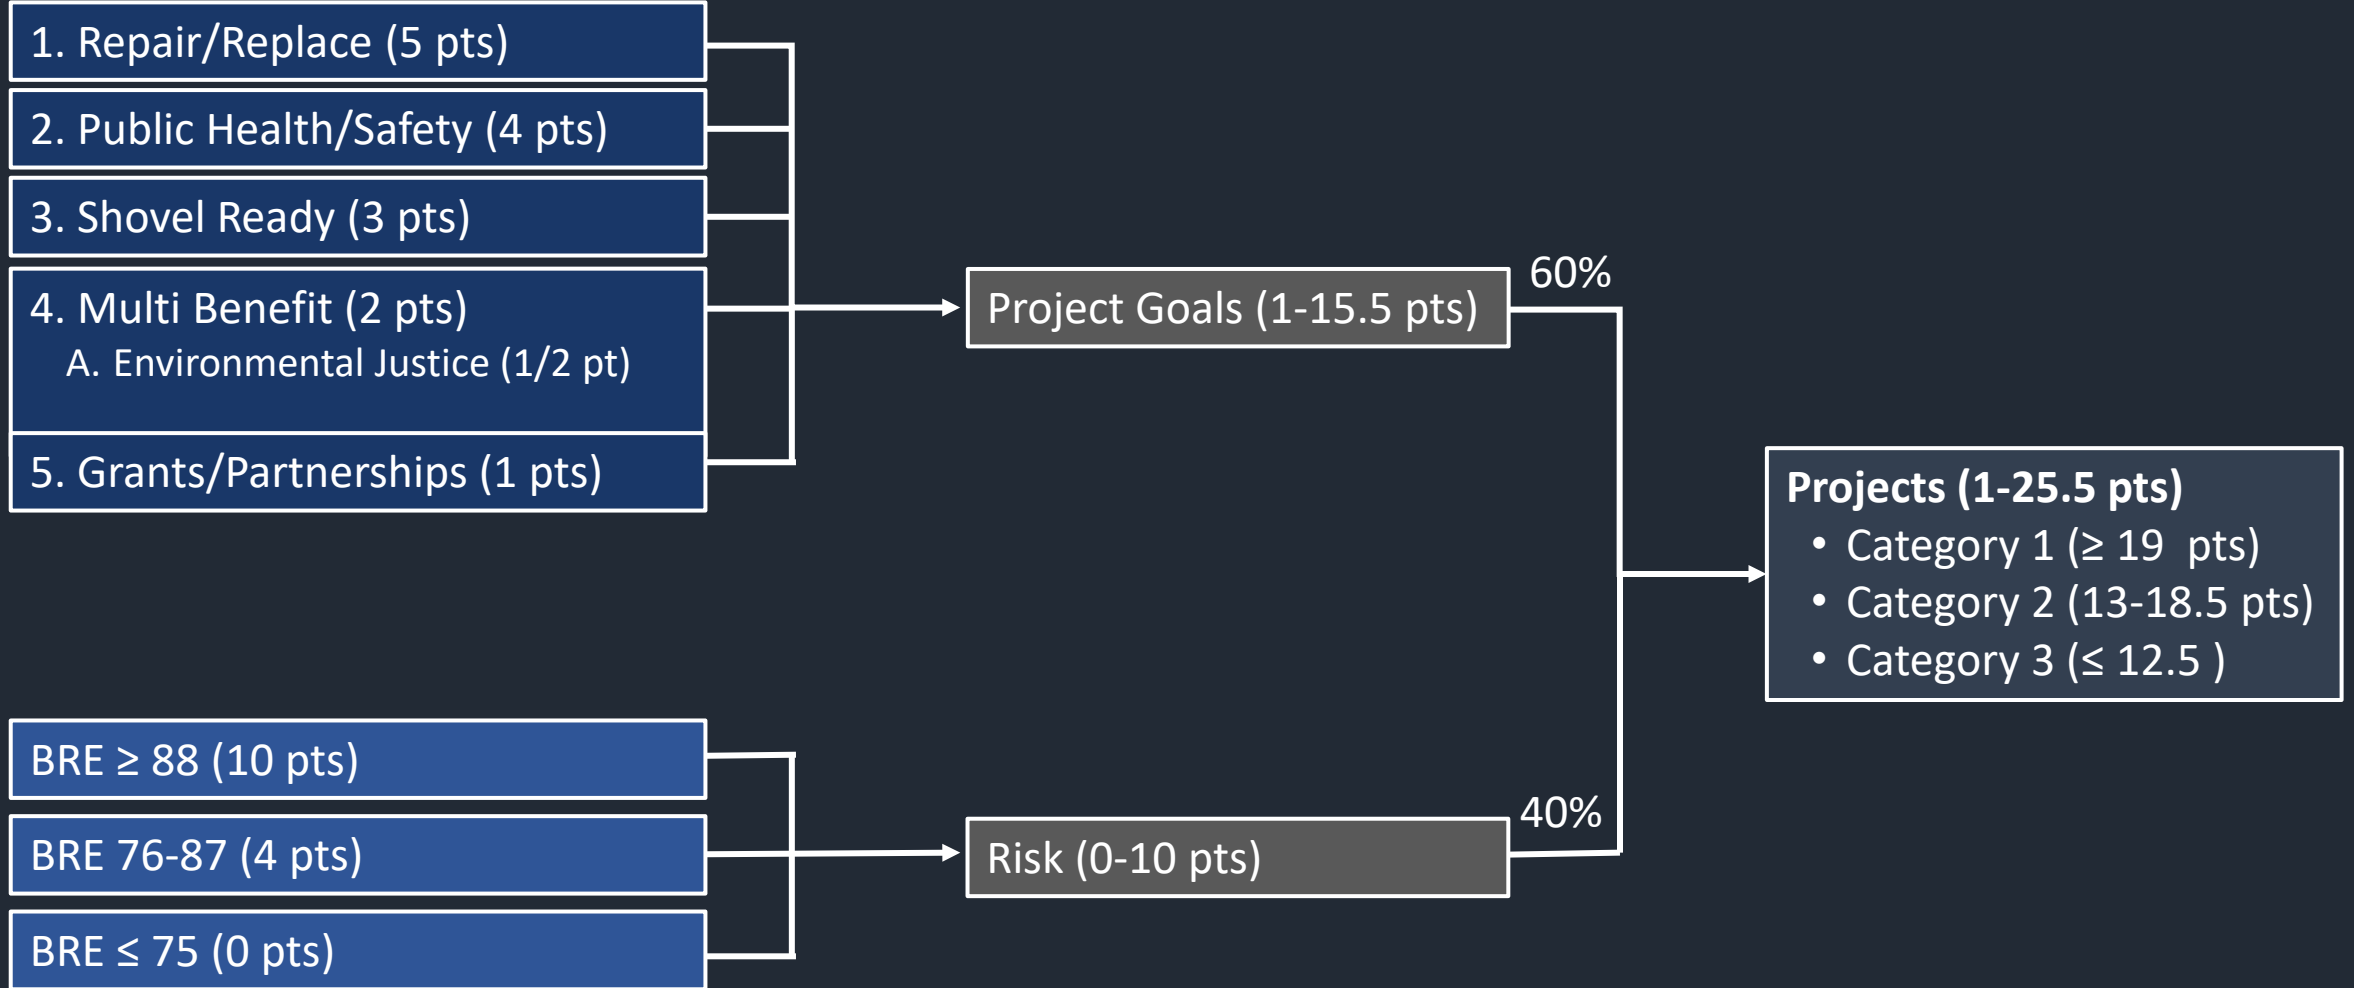 1. Repair/Replace (5 pts)
2. Public Health/Safety (4 pts)
3. Shovel Ready (3 pts)
4. Multi Benefit (2 pts)
A. Environmental Justice (1/2 pt)
5. Grants/Partnerships (1 pts)
Project Goals (1-15.5 pts)
60%
BRE ≥ 88 (10 pts)
BRE 76-87 (4 pts)
BRE ≤ 75 (0 pts)
Risk (0-10 pts)
40%
Projects (1-25.5 pts)
• Category 1 (≥ 19  pts)
• Category 2 (13-18.5 pts)
• Category 3 (≤ 12.5 )